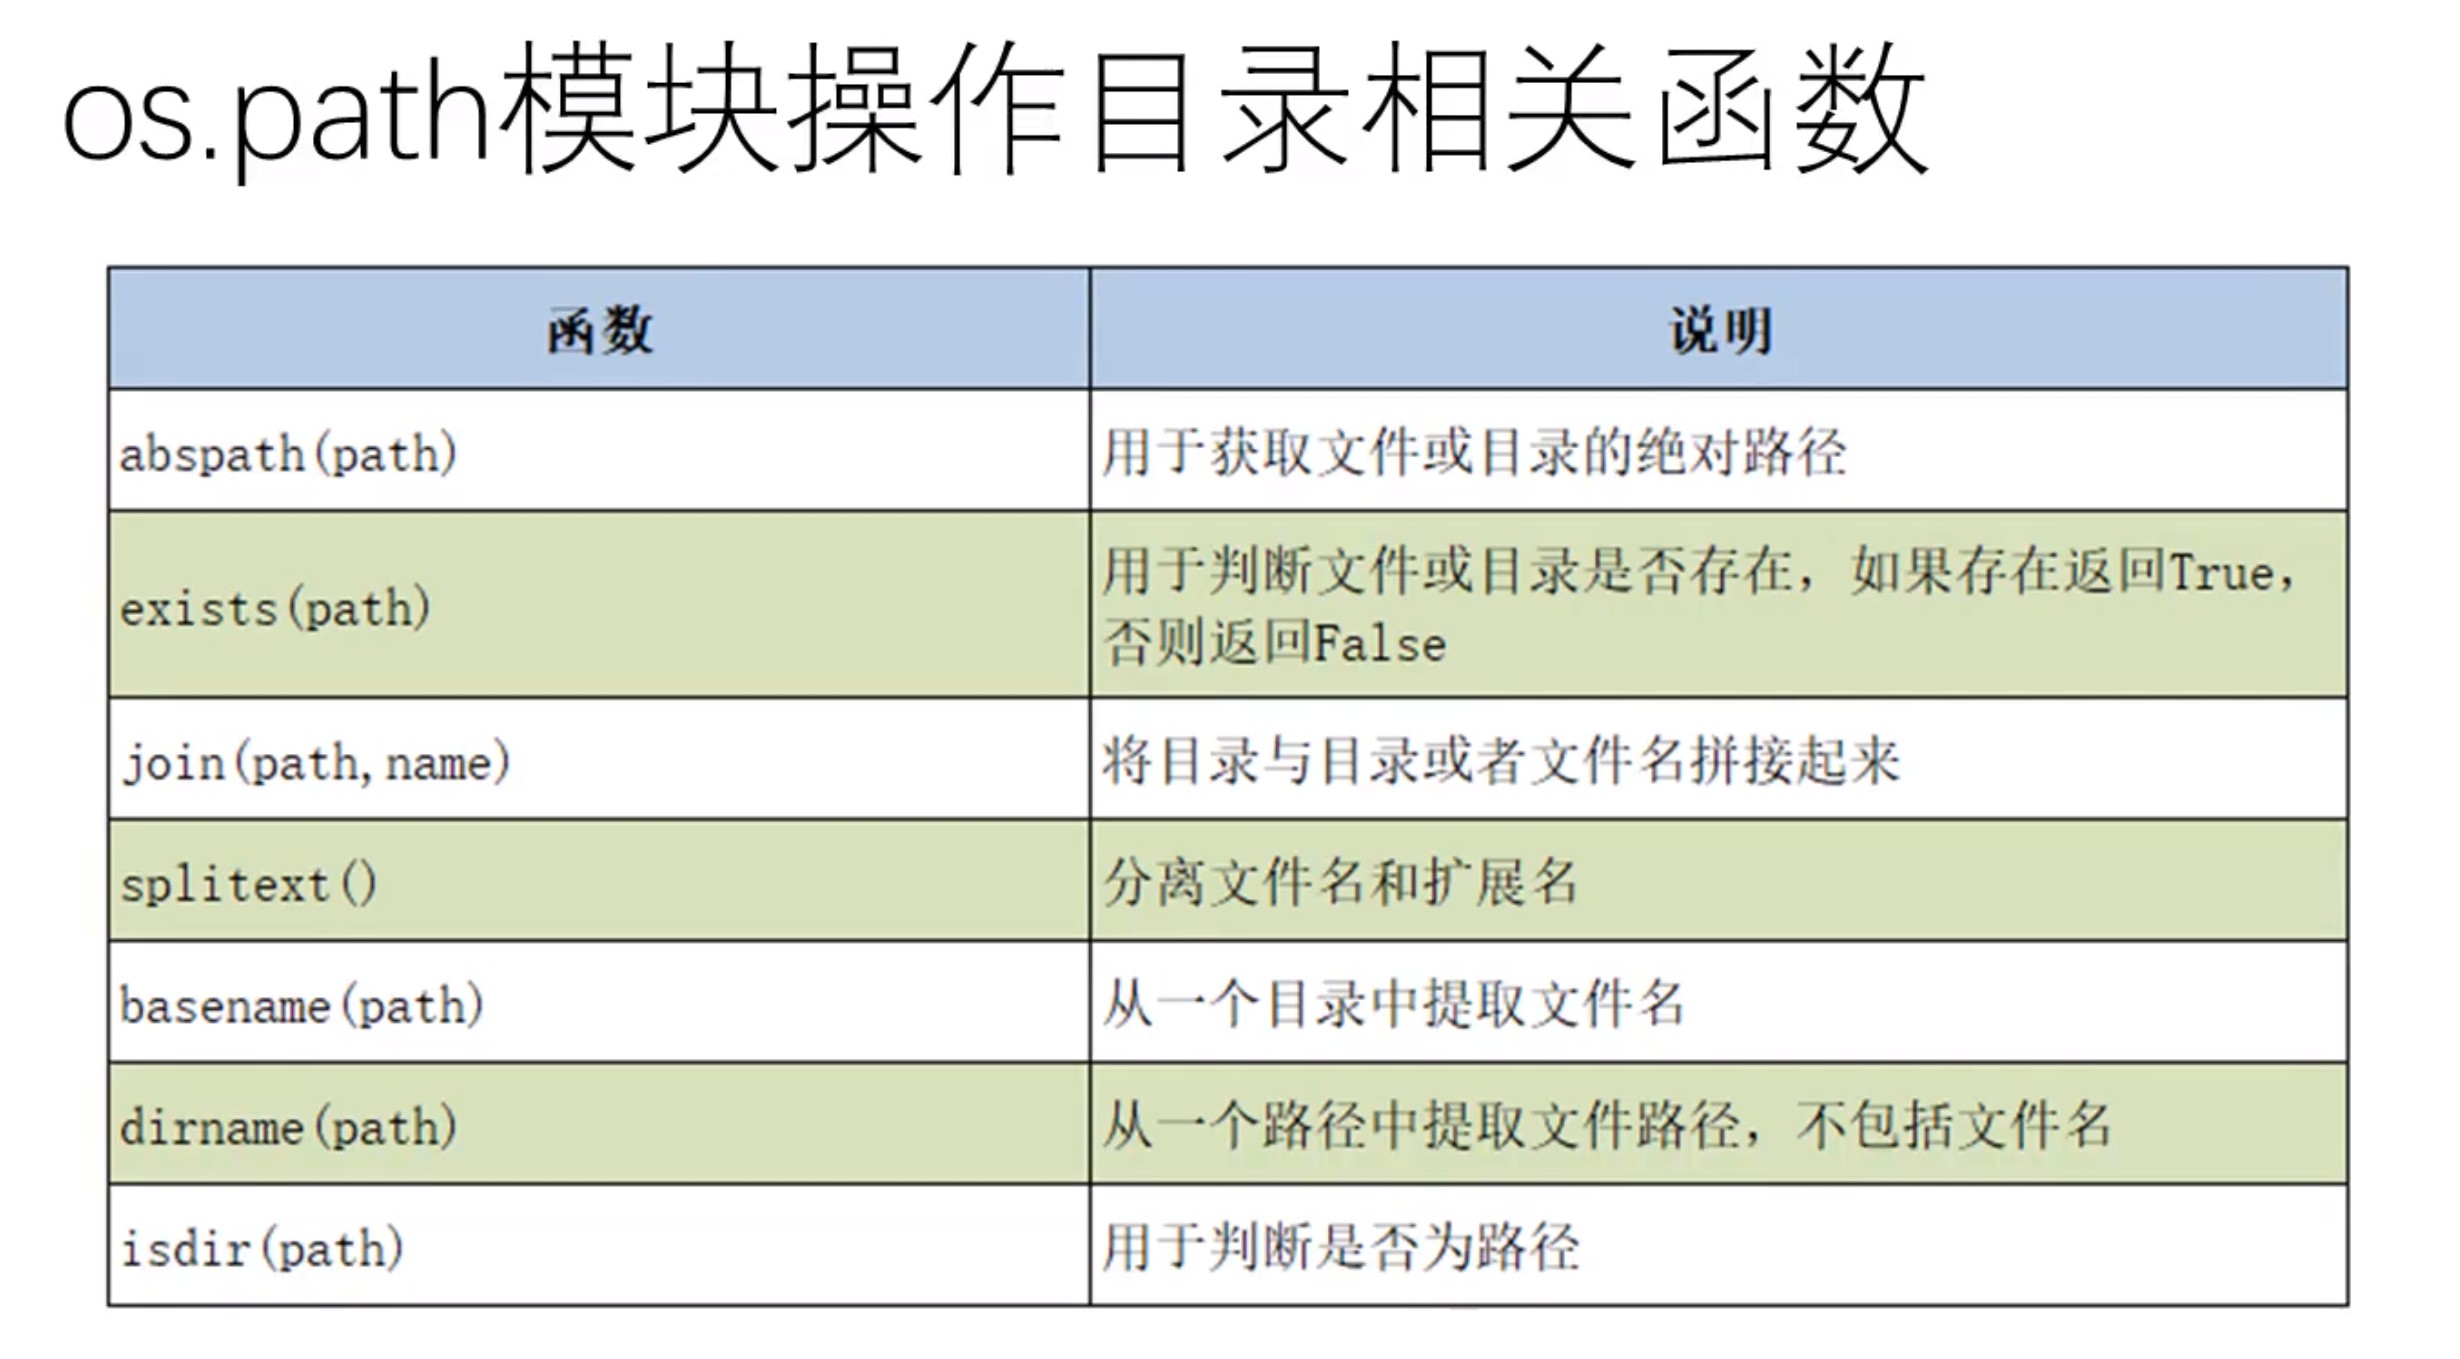 os.path模块操作目录相关函数
函数 说明
abspath(path) 用于获取文件或目录的绝对路径
exists(path) 用于判断文件或目录是否存在，如果存在返回True，
否则返回False
join(path,name) 将目录与目录或者文件名拼接起来
splitext() 分离文件名和扩展名
basename(path) 从一个目录中提取文件名
dirname(path) 从一个路径中提取文件路径，不包括文件名
isdir(path) 用于判断是否为路径